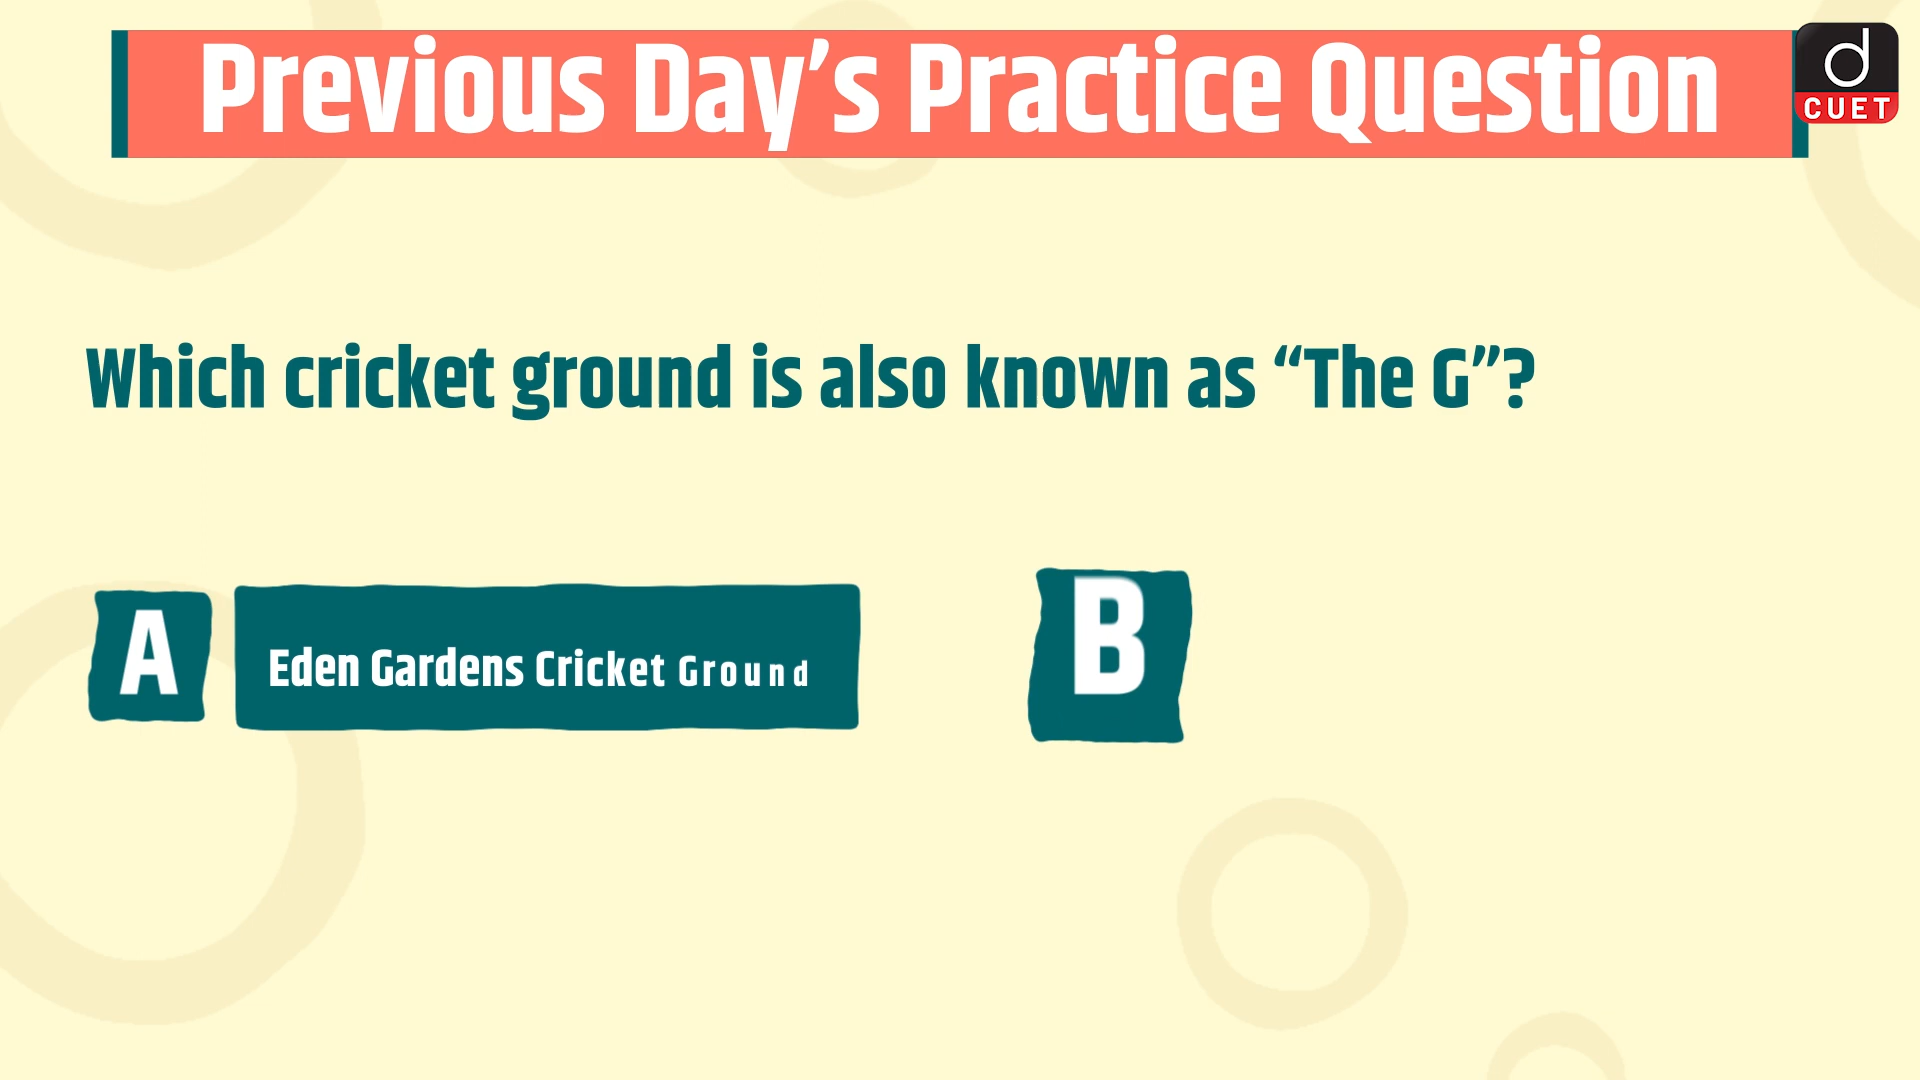 Previous Day’s Practice Question
d
CUET
Which cricket ground is also known as “The G”?
A
Eden Gardens Cricket Ground
B